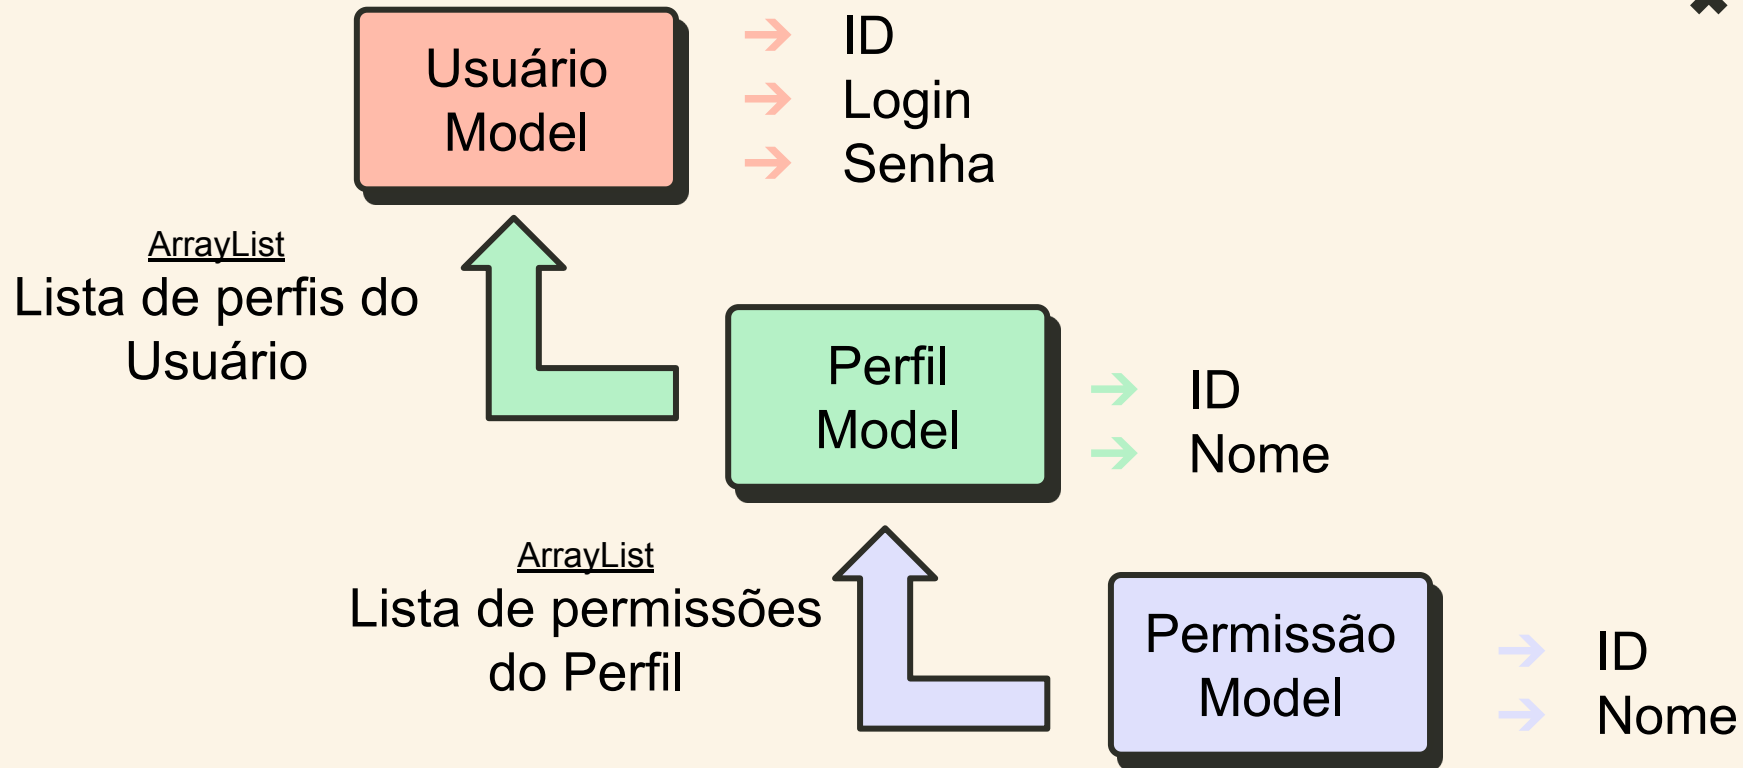 Usuário
Model
ID
Login
Senha
ArrayList
Lista de perfis do
Usuário
Perfil
Model
ID
Nome
ArrayList
Lista de permissões
do Perfil
Permissão
Model
ID
Nome